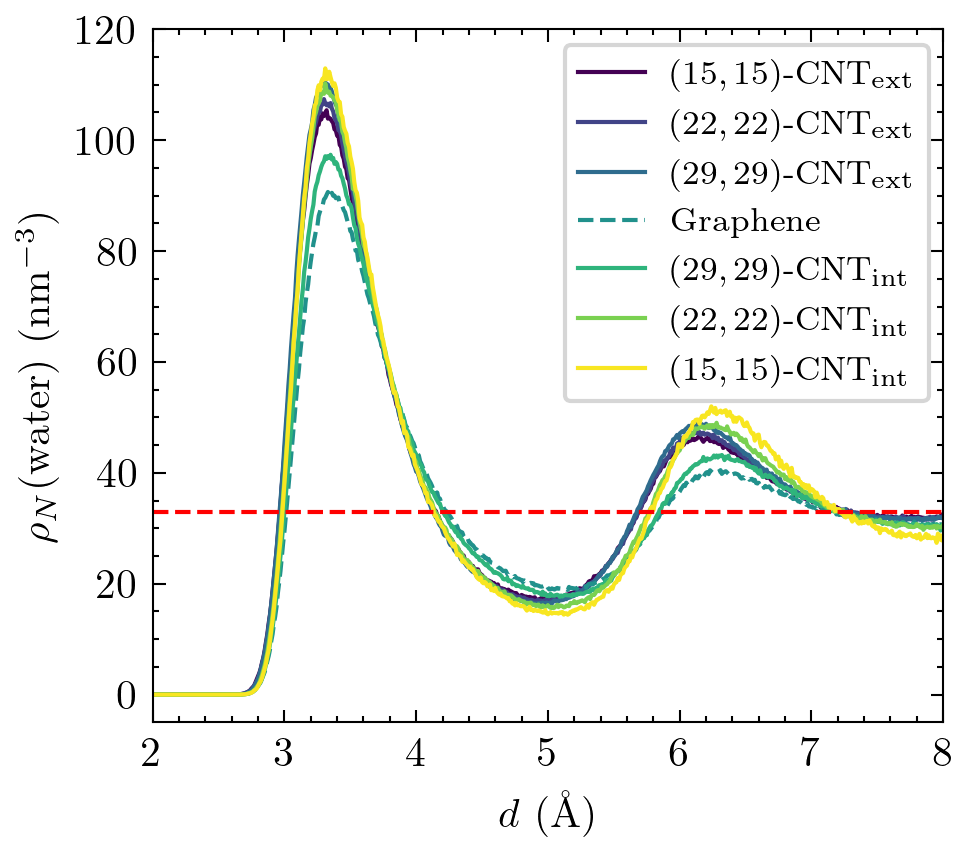 120
100
80
60
40
20
0
ρ_N(water) (nm⁻³)
2 3 4 5 6 7 8
d (Å)
(15, 15)-CNT_ext
(22, 22)-CNT_ext
(29, 29)-CNT_ext
Graphene
(29, 29)-CNT_int
(22, 22)-CNT_int
(15, 15)-CNT_int